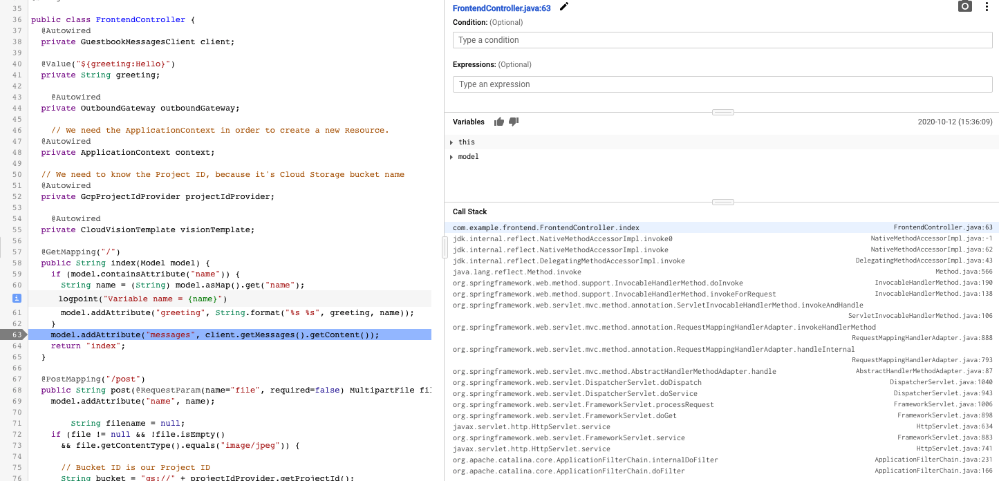 35
36 public class FrontendController {
37 @Autowired
38 private GuestbookMessagesClient client;
39
40 @Value("${greeting:Hello}")
41 private String greeting;
42
43 @Autowired
44 private OutboundGateway outboundGateway;
45
46 // We need the ApplicationContext in order to create a new Resource.
47 @Autowired
48 private ApplicationContext context;
49
50 // We need to know the Project ID, because it's Cloud Storage bucket name
51 @Autowired
52 private GcpProjectIdProvider projectIdProvider;
53
54 @Autowired
55 private CloudVisionTemplate visionTemplate;
56
57 @GetMapping("/")
58 public String index(Model model) {
59 if (model.containsAttribute("name")) {
60 String name = (String) model.asMap().get("name");
i logpoint("Variable name = {name}")
61 model.addAttribute("greeting", String.format("%s %s", greeting, name));
62 }
63 model.addAttribute("messages", client.getMessages().getContent());
64 return "index";
65 }
66
67 @PostMapping("/post")
68 public String post(@RequestParam(name="file", required=false) MultipartFile fil
69 model.addAttribute("name", name);
70
71 String filename = null;
72 if (file != null && !file.isEmpty()
73 && file.getContentType().equals("image/jpeg")) {
74
75 // Bucket ID is our Project ID
76 String bucket = "gs://" + projectIdProvider.getProjectId();
FrontendController.java:63
Condition: (Optional)
Type a condition
Expressions: (Optional)
Type an expression
Variables 2020-10-12 (15:36:09)
this
model
Call Stack
com.example.frontend.FrontendController.index FrontendController.java:63
jdk.internal.reflect.NativeMethodAccessorImpl.invoke0 NativeMethodAccessorImpl.java:-1
jdk.internal.reflect.NativeMethodAccessorImpl.invoke NativeMethodAccessorImpl.java:62
jdk.internal.reflect.DelegatingMethodAccessorImpl.invoke DelegatingMethodAccessorImpl.java:43
java.lang.reflect.Method.invoke Method.java:566
org.springframework.web.method.support.InvocableHandlerMethod.doInvoke InvocableHandlerMethod.java:190
org.springframework.web.method.support.InvocableHandlerMethod.invokeForRequest InvocableHandlerMethod.java:138
org.springframework.web.servlet.mvc.method.annotation.ServletInvocableHandlerMethod.invokeAndHandle
ServletInvocableHandlerMethod.java:106
org.springframework.web.servlet.mvc.method.annotation.RequestMappingHandlerAdapter.invokeHandlerMethod
RequestMappingHandlerAdapter.java:888
org.springframework.web.servlet.mvc.method.annotation.RequestMappingHandlerAdapter.handleInternal
RequestMappingHandlerAdapter.java:793
org.springframework.web.servlet.mvc.method.AbstractHandlerMethodAdapter.handle AbstractHandlerMethodAdapter.java:87
org.springframework.web.servlet.DispatcherServlet.doDispatch DispatcherServlet.java:1040
org.springframework.web.servlet.DispatcherServlet.doService DispatcherServlet.java:943
org.springframework.web.servlet.FrameworkServlet.processRequest FrameworkServlet.java:1006
org.springframework.web.servlet.FrameworkServlet.doGet FrameworkServlet.java:898
javax.servlet.http.HttpServlet.service HttpServlet.java:634
org.springframework.web.servlet.FrameworkServlet.service FrameworkServlet.java:883
javax.servlet.http.HttpServlet.service HttpServlet.java:741
org.apache.catalina.core.ApplicationFilterChain.internalDoFilter ApplicationFilterChain.java:231
org.apache.catalina.core.ApplicationFilterChain.doFilter ApplicationFilterChain.java:166